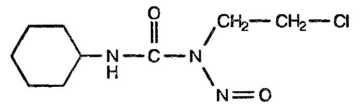 O
CH2—CH2—Cl
N—C—N
H
N=O